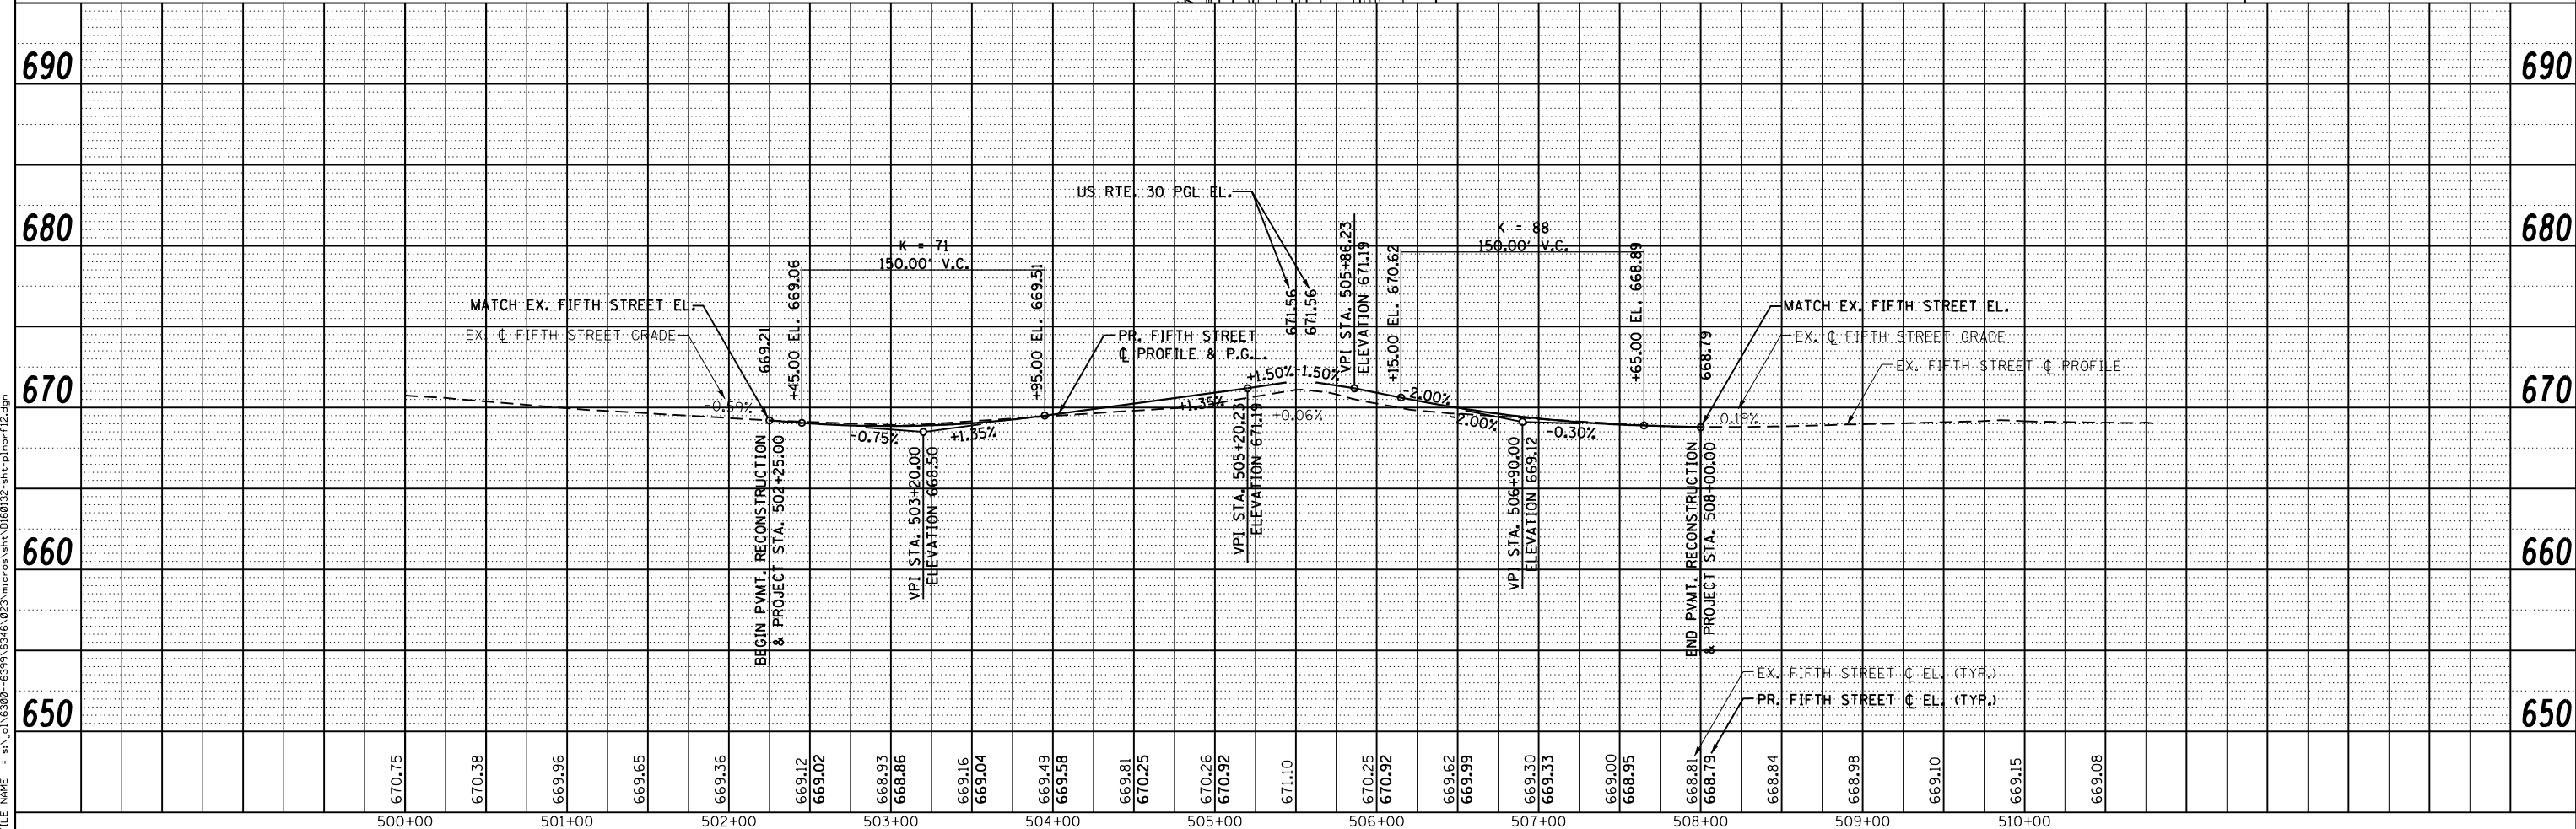 690
690
680
680
670
670
660
660
650
650
US RTE. 30 PGL EL.
K = 71
150.00' V.C.
K = 88
150.00' V.C.
MATCH EX. FIFTH STREET EL.
EX. ℄ FIFTH STREET GRADE
669.21
+45.00 EL. 669.06
+95.00 EL. 669.51
PR. FIFTH STREET
℄ PROFILE & P.G.L.
671.56
671.56
VPI STA. 505+86.23
ELEVATION 671.19
+15.00 EL. 670.62
+65.00 EL. 668.89
668.79
MATCH EX. FIFTH STREET EL.
EX. ℄ FIFTH STREET GRADE
EX. FIFTH STREET ℄ PROFILE
-0.59%
-0.75%
+1.35%
+1.35%
+1.50%
-1.50%
+0.06%
-2.00%
2.00%
-0.30%
0.19%
BEGIN PVMT. RECONSTRUCTION
& PROJECT STA. 502+25.00
VPI STA. 503+20.00
ELEVATION 668.50
VPI STA. 505+20.23
ELEVATION 671.19
VPI STA. 506+90.00
ELEVATION 669.12
END PVMT. RECONSTRUCTION
& PROJECT STA. 508+00.00
EX. FIFTH STREET ℄ EL. (TYP.)
PR. FIFTH STREET ℄ EL. (TYP.)
670.75
670.38
669.96
669.65
669.36
669.12
669.02
668.93
668.86
669.16
669.04
669.49
669.58
669.81
670.25
670.26
670.92
671.10
670.25
670.92
669.62
669.99
669.30
669.33
669.00
668.95
668.81
668.79
668.84
668.98
669.10
669.15
669.08
500+00
501+00
502+00
503+00
504+00
505+00
506+00
507+00
508+00
509+00
510+00
NAME = s:\jol\6300--6399\6346\023\micros\sht\D160132-sht-plnprf12.dgn